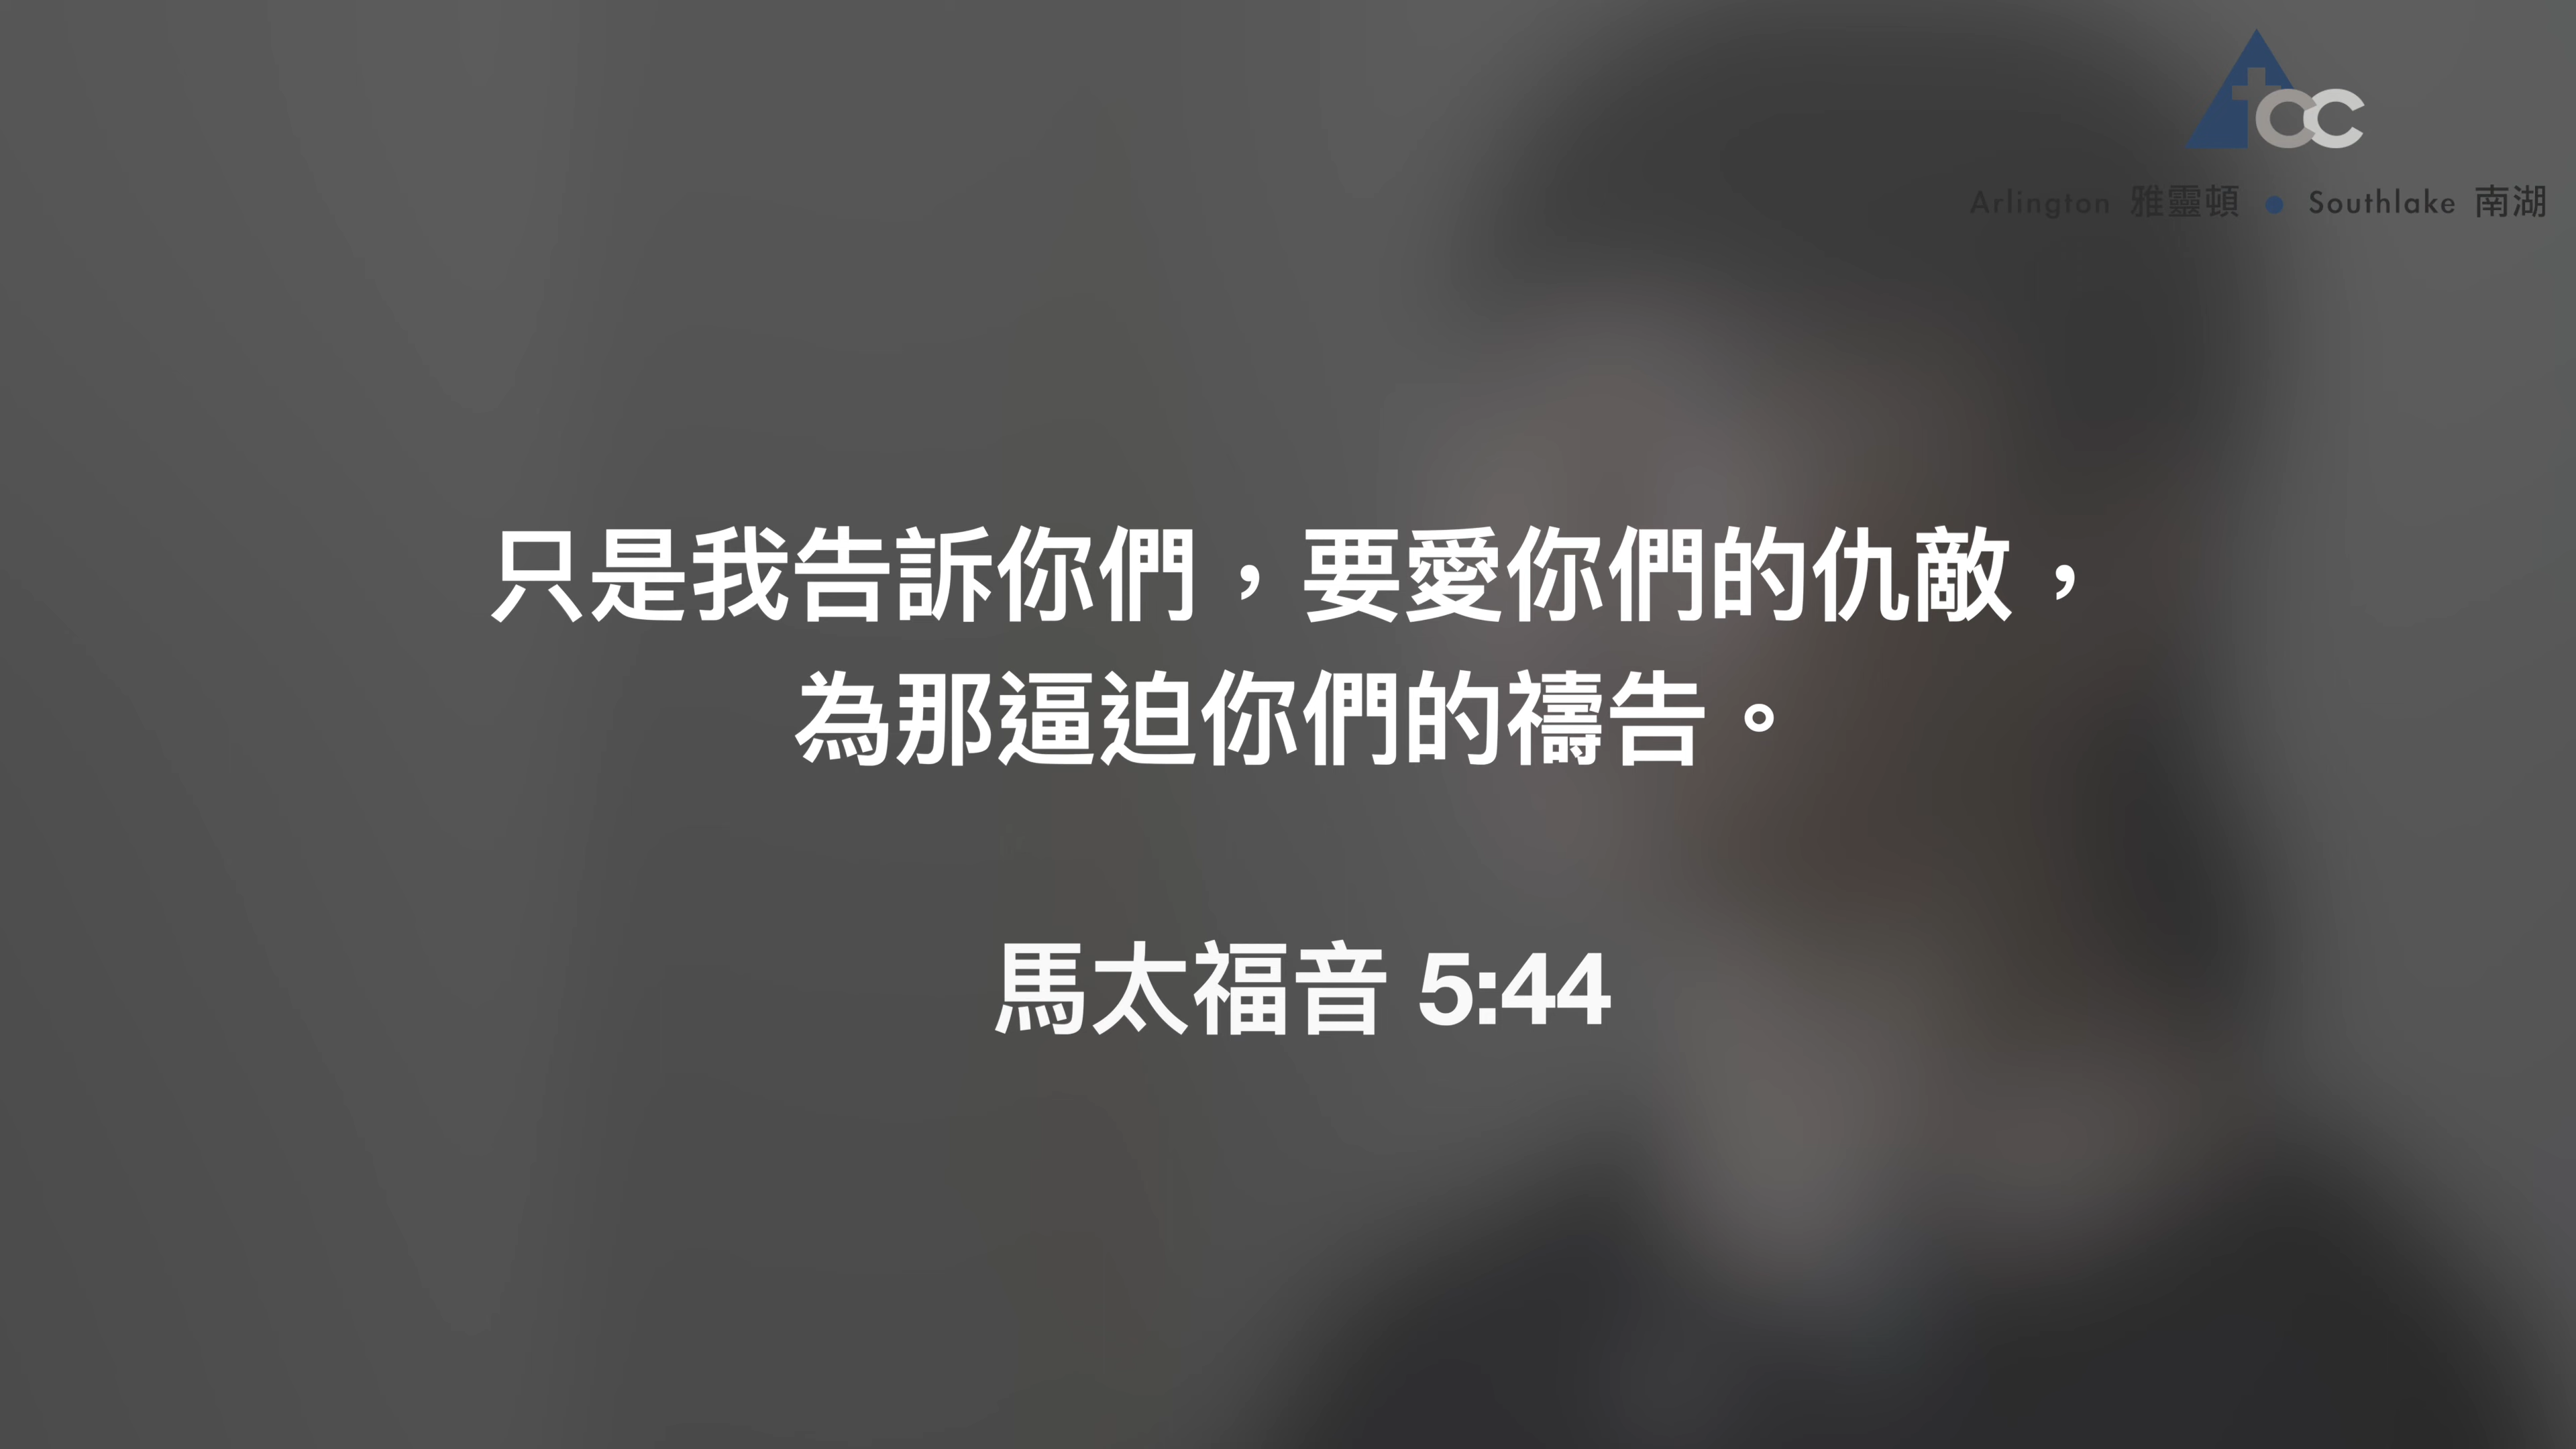 Atcc
Arlington 雅靈頓 • Southlake 南湖
只是我告訴你們，要愛你們的仇敵，
為那逼迫你們的禱告。
馬太福音 5:44